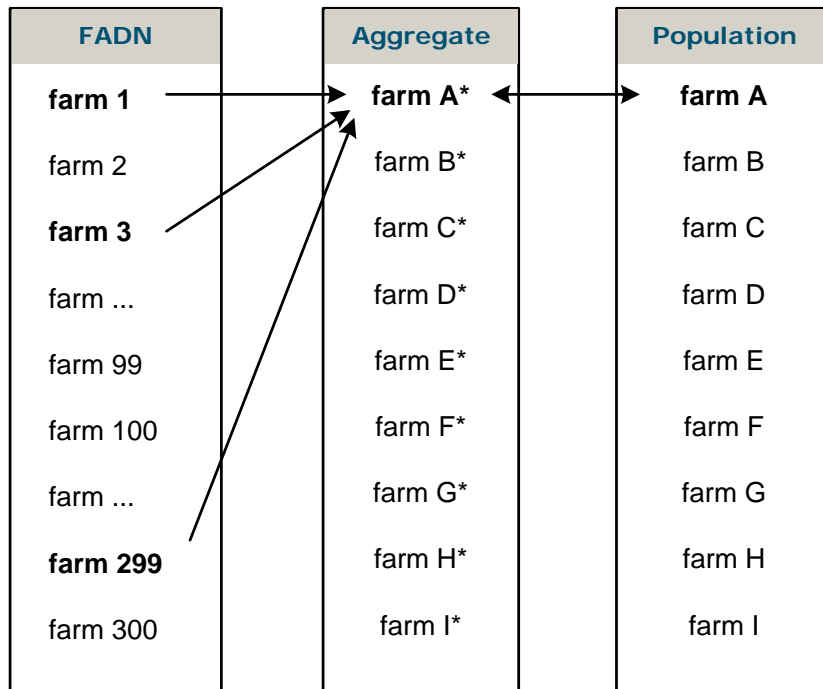 FADN
farm 1
farm 2
farm 3
farm ...
farm 99
farm 100
farm ...
farm 299
farm 300
Aggregate
farm A*
farm B*
farm C*
farm D*
farm E*
farm F*
farm G*
farm H*
farm I*
Population
farm A
farm B
farm C
farm D
farm E
farm F
farm G
farm H
farm I